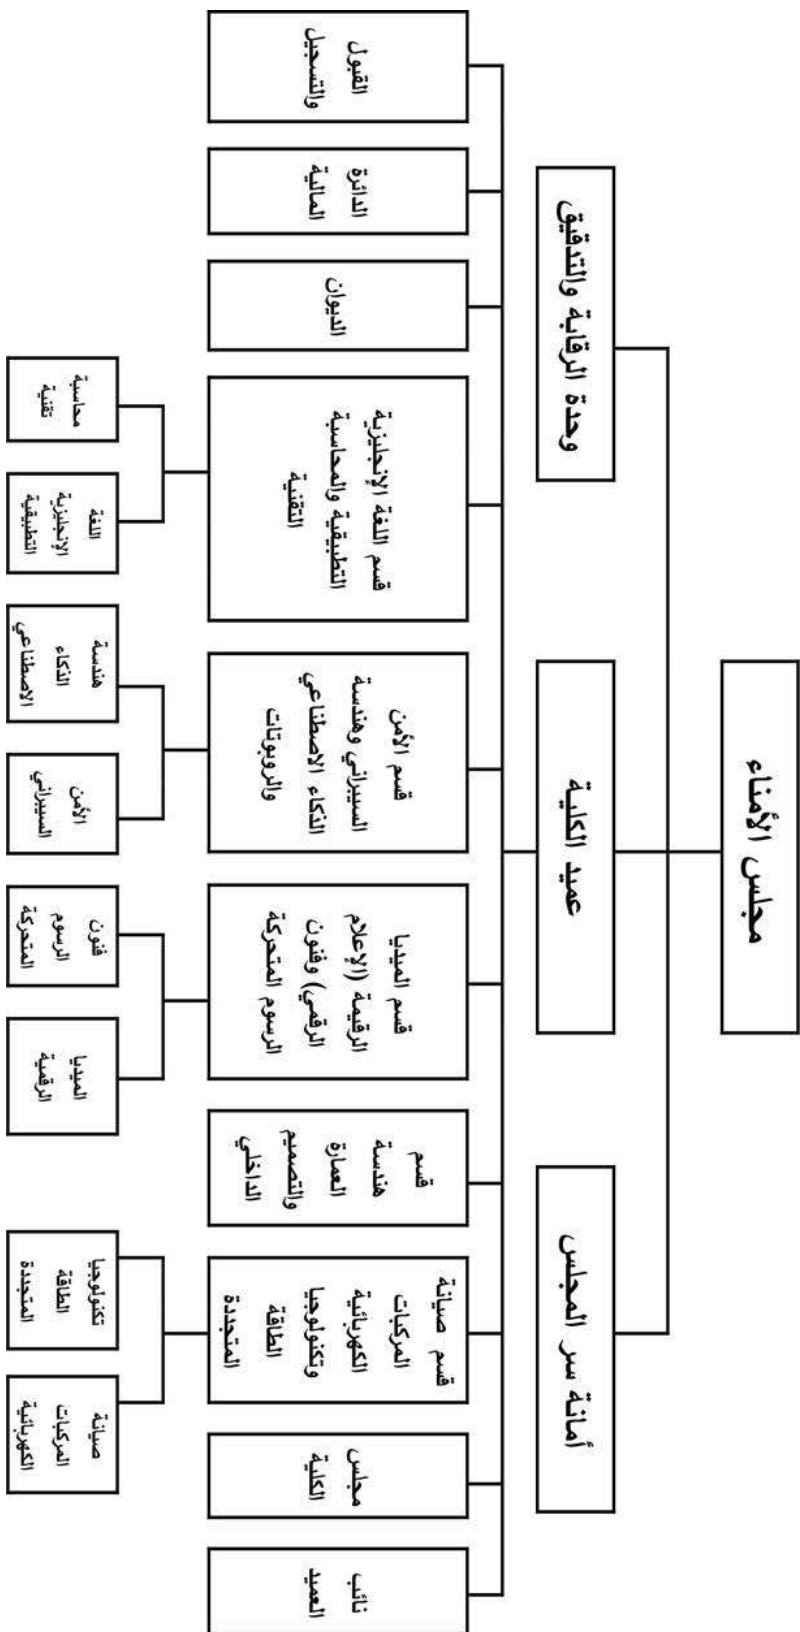 مجلس الأمناء
أمانة سر المجلس
عميد الكلية
وحدة الرقابة والتدقيق
نائب
العميد
مجلس
الكلية
قسم صيانة
المركبات
الكهربائية
وتكنولوجيا
الطاقة
المتجددة
قسم
هندسة
العمارة
والتصميم
الداخلي
قسم الميديا
الرقيمة (الإعلام
الرقمي) وفنون
الرسوم المتحركة
قسم الأمن
السيبراني وهندسة
الذكاء الاصطناعي
والروبوتات
قسم اللغة الإنجليزية
التطبيقية والمحاسبة
التقنية
الديوان
الدائرة
المالية
القبول
والتسجيل
صيانة
المركبات
الكهربائية
تكنولوجيا
الطاقة
المتجددة
الميديا
الرقمية
فنون
الرسوم
المتحركة
الأمن
السيبراني
هندسة
الذكاء
الاصطناعي
اللغة
الإنجليزية
التطبيقية
محاسبة
تقنية